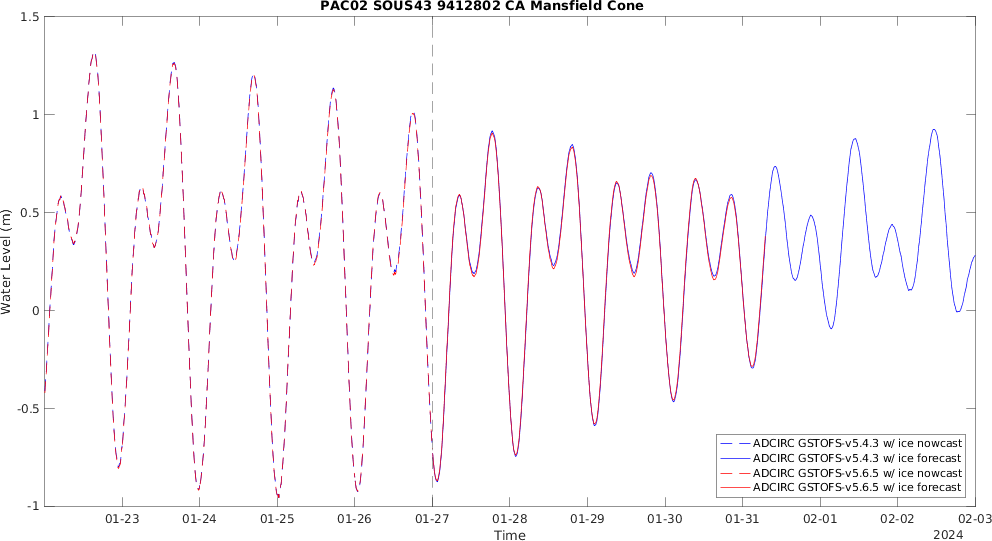 PAC02 SOUS43 9412802 CA Mansfield Cone
1.5
1
0.5
0
-0.5
-1
Water Level (m)
01-23
01-24
01-25
01-26
01-27
01-28
01-29
01-30
01-31
02-01
02-02
02-03
Time
2024
ADCIRC GSTOFS-v5.4.3 w/ ice nowcast
ADCIRC GSTOFS-v5.4.3 w/ ice forecast
ADCIRC GSTOFS-v5.6.5 w/ ice nowcast
ADCIRC GSTOFS-v5.6.5 w/ ice forecast